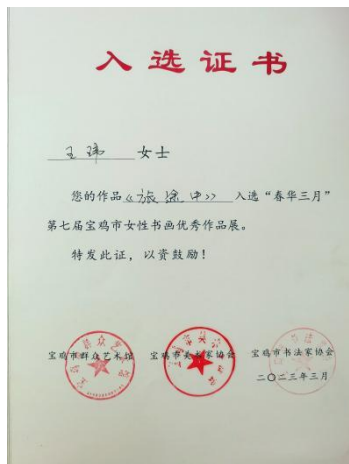 入选证书
王玮 女士
您的作品《旅途中》 入选“春华三月”
第七届宝鸡市女性书画优秀作品展。
特发此证，以资鼓励！
宝鸡市群众艺术馆 宝鸡市美术家协会 宝鸡市书法家协会
二〇二三年三月